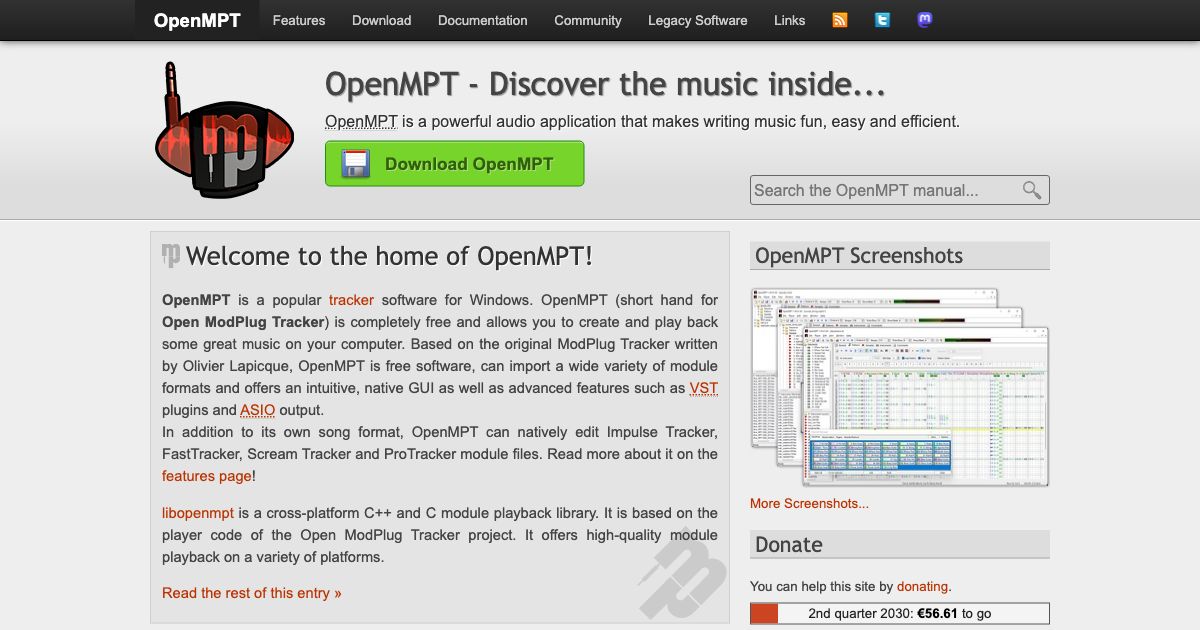 OpenMPT Features Download Documentation Community Legacy Software Links
OpenMPT - Discover the music inside...
OpenMPT is a powerful audio application that makes writing music fun, easy and efficient.
Download OpenMPT
Search the OpenMPT manual...
Welcome to the home of OpenMPT!
OpenMPT is a popular tracker software for Windows. OpenMPT (short hand for
Open ModPlug Tracker) is completely free and allows you to create and play back
some great music on your computer. Based on the original ModPlug Tracker written
by Olivier Lapicque, OpenMPT is free software, can import a wide variety of module
formats and offers an intuitive, native GUI as well as advanced features such as VST
plugins and ASIO output.
In addition to its own song format, OpenMPT can natively edit Impulse Tracker,
FastTracker, Scream Tracker and ProTracker module files. Read more about it on the
features page!
libopenmpt is a cross-platform C++ and C module playback library. It is based on the
player code of the Open ModPlug Tracker project. It offers high-quality module
playback on a variety of platforms.
Read the rest of this entry »
OpenMPT Screenshots
More Screenshots...
Donate
You can help this site by donating.
2nd quarter 2030: €56.61 to go